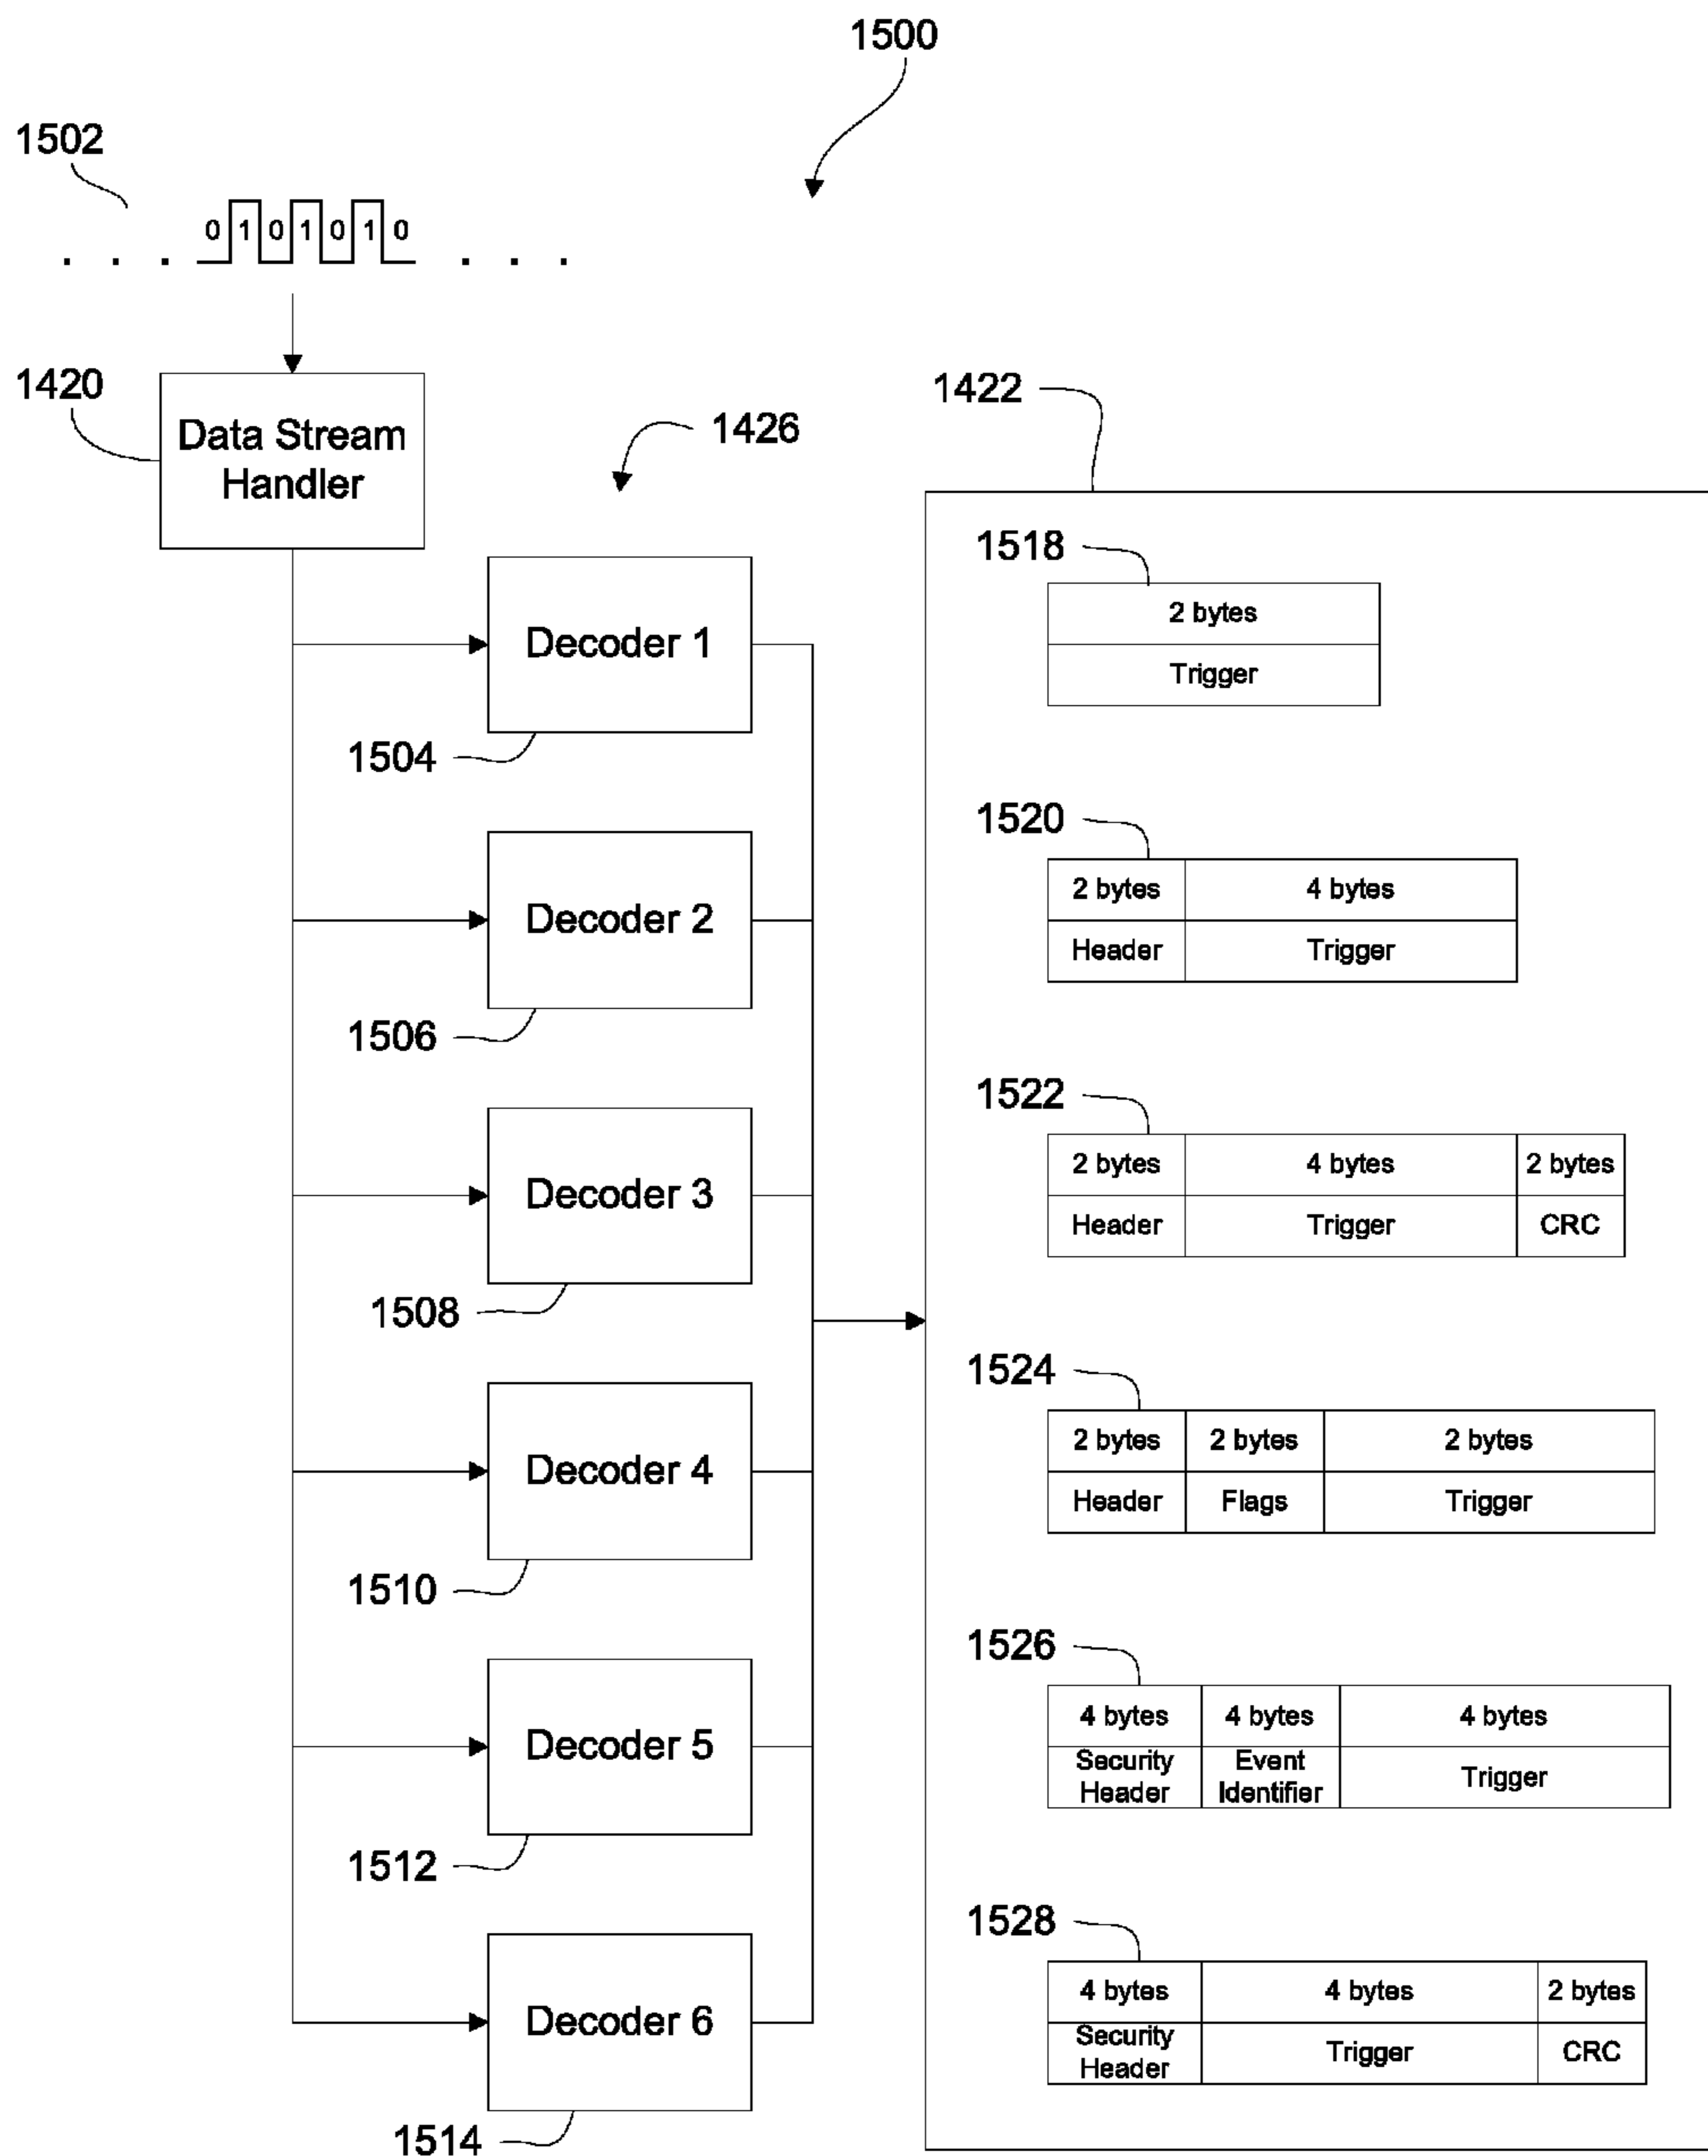 1500
1502
0 1 0 1 0 1 0
. . . . . .
1420
Data Stream
Handler
1426
1422
Decoder 1
1504
Decoder 2
1506
Decoder 3
1508
Decoder 4
1510
Decoder 5
1512
Decoder 6
1514
1518
2 bytes
Trigger
1520
2 bytes 4 bytes
Header Trigger
1522
2 bytes 4 bytes 2 bytes
Header Trigger CRC
1524
2 bytes 2 bytes 2 bytes
Header Flags Trigger
1526
4 bytes 4 bytes 4 bytes
Security Header Event Identifier Trigger
1528
4 bytes 4 bytes 2 bytes
Security Header Trigger CRC